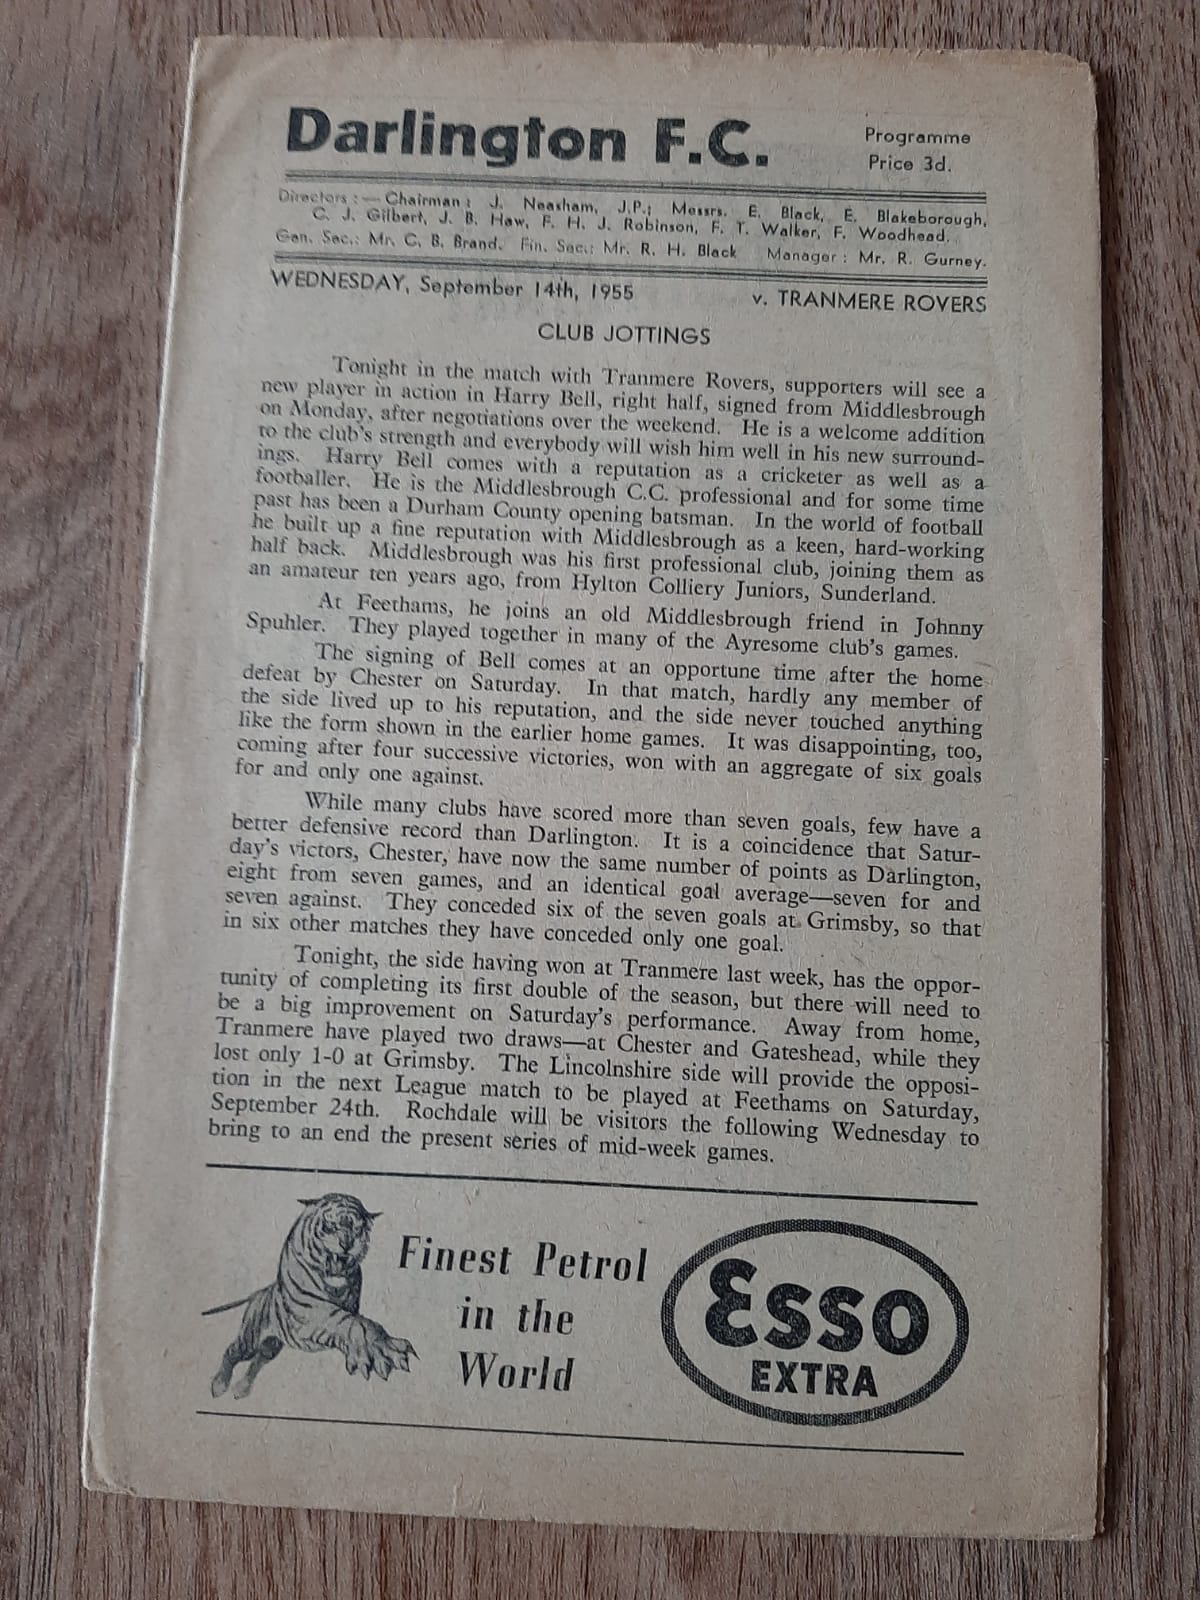 Darlington F.C.
Programme
Price 3d.
Directors :— Chairman : J. Neasham, J.P.; Messrs. E. Black, E. Blakeborough,
C. J. Gilbert, J. B. Haw, F. H. J. Robinson, F. T. Walker, F. Woodhead.
Gen. Sec.: Mr. C. B. Brand. Fin. Sec.: Mr. R. H. Black Manager : Mr. R. Gurney.
WEDNESDAY, September 14th, 1955 v. TRANMERE ROVERS
CLUB JOTTINGS
Tonight in the match with Tranmere Rovers, supporters will see a
new player in action in Harry Bell, right half, signed from Middlesbrough
on Monday, after negotiations over the weekend. He is a welcome addition
to the club's strength and everybody will wish him well in his new surround-
ings. Harry Bell comes with a reputation as a cricketer as well as a
footballer. He is the Middlesbrough C.C. professional and for some time
past has been a Durham County opening batsman. In the world of football
he built up a fine reputation with Middlesbrough as a keen, hard-working
half back. Middlesbrough was his first professional club, joining them as
an amateur ten years ago, from Hylton Colliery Juniors, Sunderland.
At Feethams, he joins an old Middlesbrough friend in Johnny
Spuhler. They played together in many of the Ayresome club's games.
The signing of Bell comes at an opportune time after the home
defeat by Chester on Saturday. In that match, hardly any member of
the side lived up to his reputation, and the side never touched anything
like the form shown in the earlier home games. It was disappointing, too,
coming after four successive victories, won with an aggregate of six goals
for and only one against.
While many clubs have scored more than seven goals, few have a
better defensive record than Darlington. It is a coincidence that Satur-
day's victors, Chester, have now the same number of points as Darlington,
eight from seven games, and an identical goal average—seven for and
seven against. They conceded six of the seven goals at Grimsby, so that
in six other matches they have conceded only one goal.
Tonight, the side having won at Tranmere last week, has the oppor-
tunity of completing its first double of the season, but there will need to
be a big improvement on Saturday's performance. Away from home,
Tranmere have played two draws—at Chester and Gateshead, while they
lost only 1-0 at Grimsby. The Lincolnshire side will provide the opposi-
tion in the next League match to be played at Feethams on Saturday,
September 24th. Rochdale will be visitors the following Wednesday to
bring to an end the present series of mid-week games.
Finest Petrol
in the
World
Esso
EXTRA